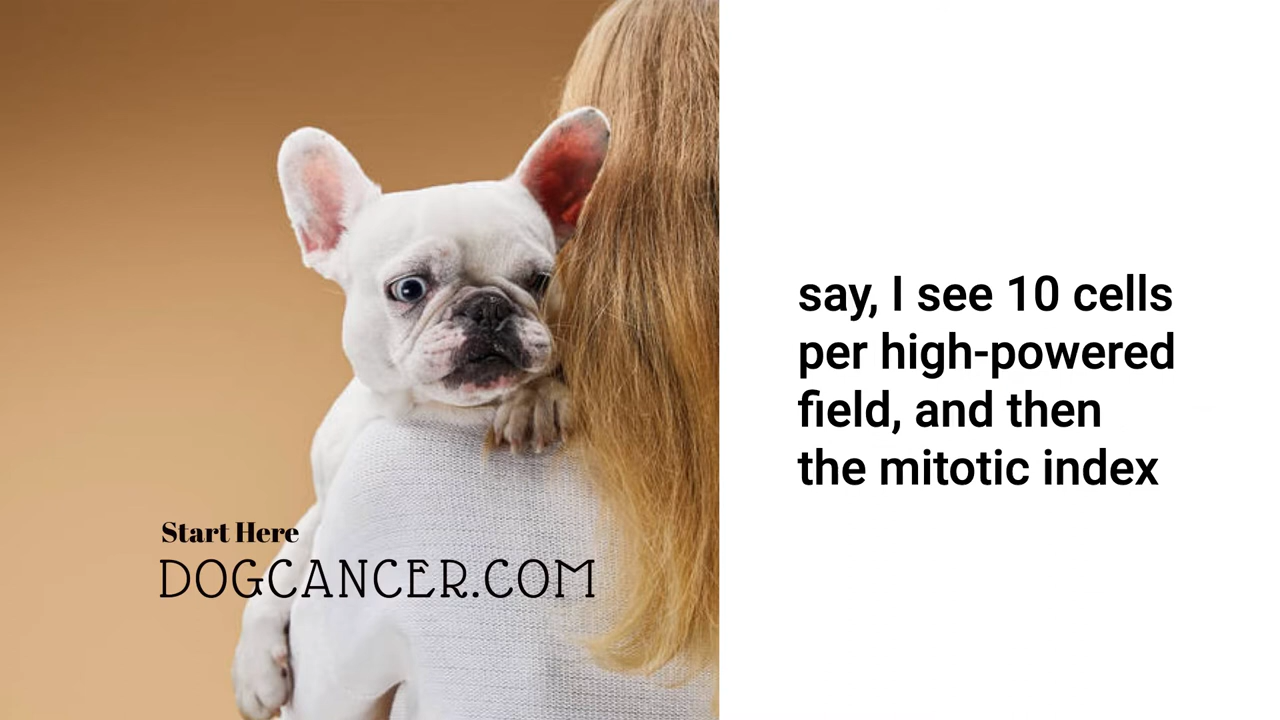 Start Here
DOGCANCER.COM
say, I see 10 cells
per high-powered
field, and then
the mitotic index